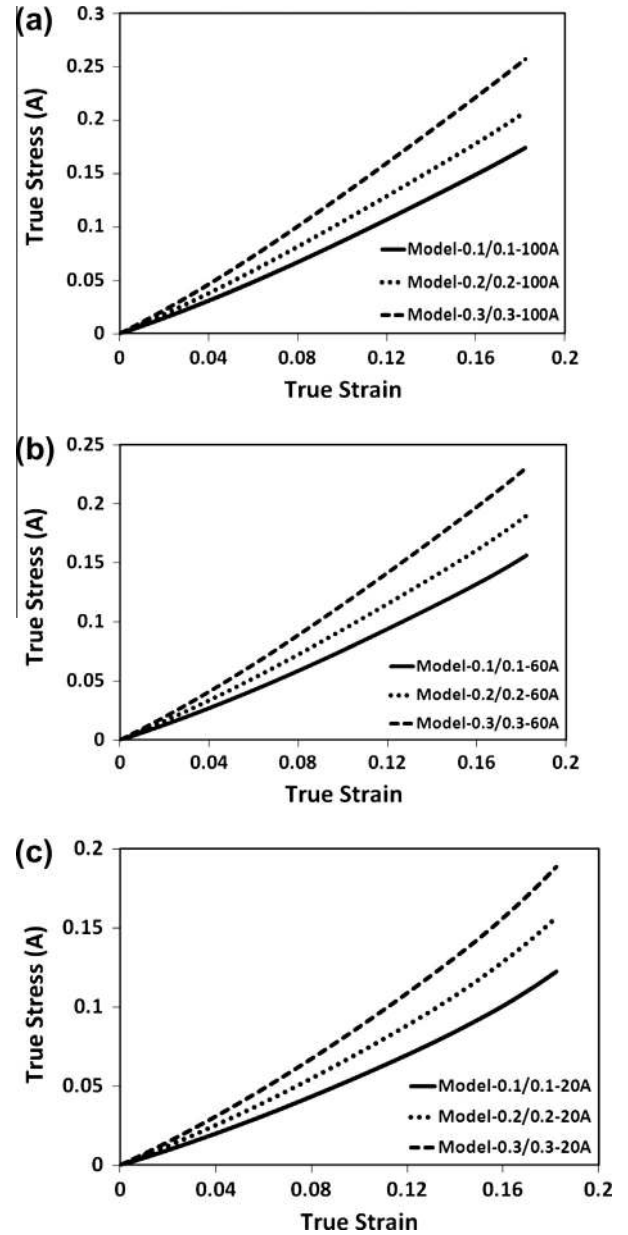 (a)
0.3
0.25
0.2
0.15
0.1
0.05
0
True Stress (A)
Model-0.1/0.1-100A
Model-0.2/0.2-100A
Model-0.3/0.3-100A
0 0.04 0.08 0.12 0.16 0.2
True Strain
(b)
0.25
0.2
0.15
0.1
0.05
0
True Stress (A)
Model-0.1/0.1-60A
Model-0.2/0.2-60A
Model-0.3/0.3-60A
0 0.04 0.08 0.12 0.16 0.2
True Strain
(c)
0.2
0.15
0.1
0.05
0
True Stress (A)
Model-0.1/0.1-20A
Model-0.2/0.2-20A
Model-0.3/0.3-20A
0 0.04 0.08 0.12 0.16 0.2
True Strain